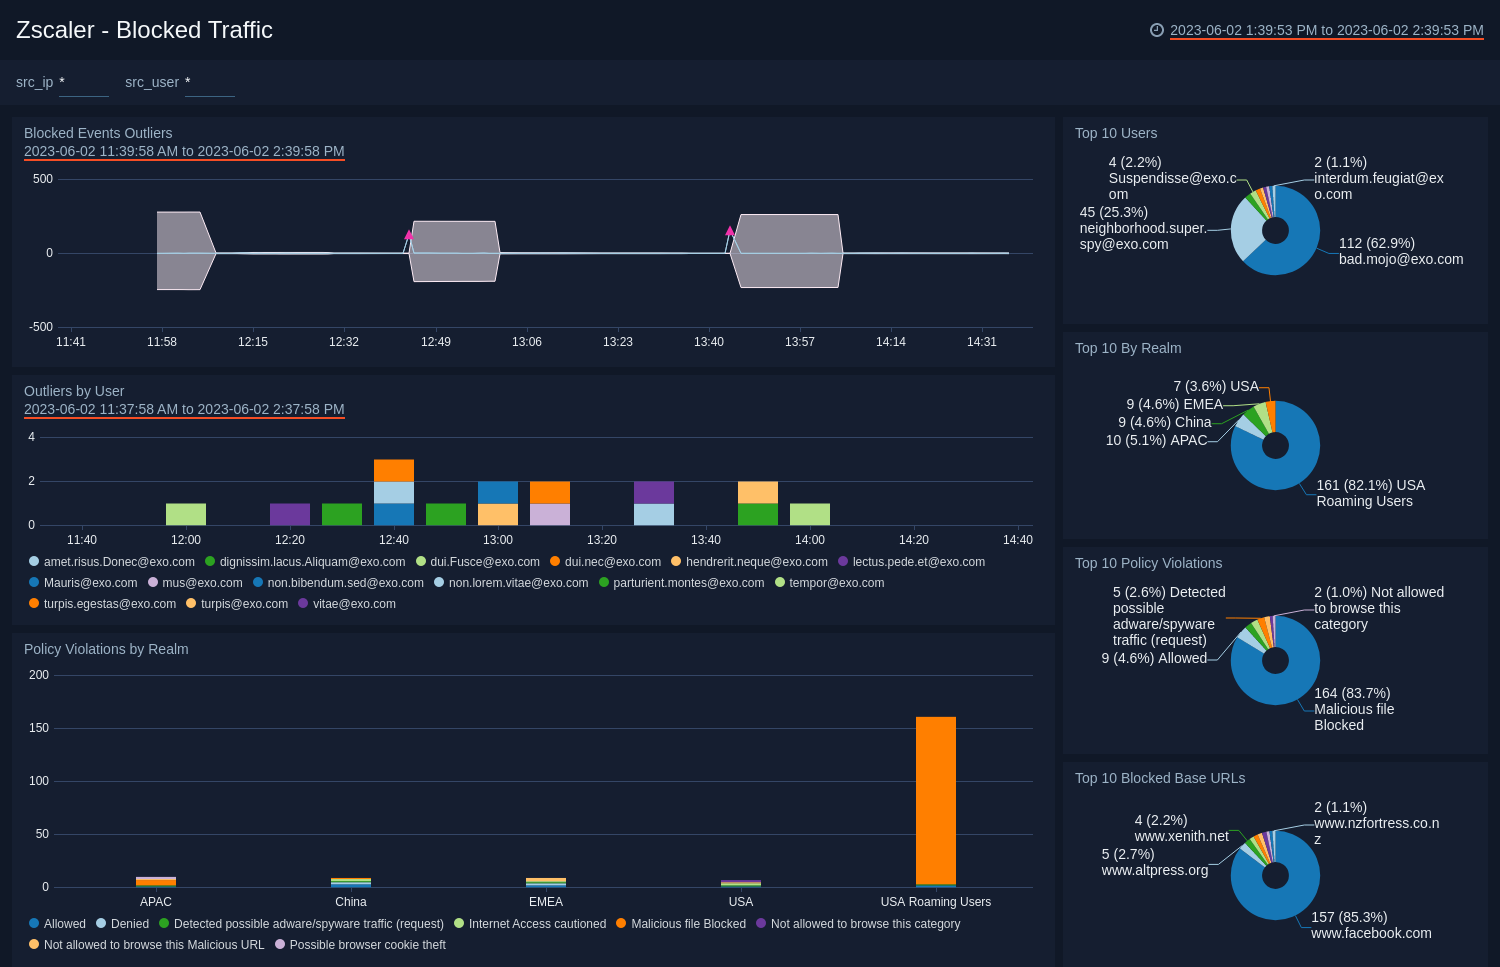 Zscaler - Blocked Traffic
2023-06-02 1:39:53 PM to 2023-06-02 2:39:53 PM
src_ip * src_user *
Blocked Events Outliers
2023-06-02 11:39:58 AM to 2023-06-02 2:39:58 PM
500
0
-500
11:41 11:58 12:15 12:32 12:49 13:06 13:23 13:40 13:57 14:14 14:31
Outliers by User
2023-06-02 11:37:58 AM to 2023-06-02 2:37:58 PM
4
2
0
11:40 12:00 12:20 12:40 13:00 13:20 13:40 14:00 14:20 14:40
amet.risus.Donec@exo.com dignissim.lacus.Aliquam@exo.com dui.Fusce@exo.com dui.nec@exo.com hendrerit.neque@exo.com lectus.pede.et@exo.com
Mauris@exo.com mus@exo.com non.bibendum.sed@exo.com non.lorem.vitae@exo.com parturient.montes@exo.com tempor@exo.com
turpis.egestas@exo.com turpis@exo.com vitae@exo.com
Policy Violations by Realm
200
150
100
50
0
APAC China EMEA USA USA Roaming Users
Allowed Denied Detected possible adware/spyware traffic (request) Internet Access cautioned Malicious file Blocked Not allowed to browse this category
Not allowed to browse this Malicious URL Possible browser cookie theft
Top 10 Users
4 (2.2%)
Suspendisse@exo.c
om
2 (1.1%)
interdum.feugiat@ex
o.com
45 (25.3%)
neighborhood.super.
spy@exo.com
112 (62.9%)
bad.mojo@exo.com
Top 10 By Realm
7 (3.6%) USA
9 (4.6%) EMEA
9 (4.6%) China
10 (5.1%) APAC
161 (82.1%) USA
Roaming Users
Top 10 Policy Violations
5 (2.6%) Detected
possible
adware/spyware
traffic (request)
2 (1.0%) Not allowed
to browse this
category
9 (4.6%) Allowed
164 (83.7%)
Malicious file
Blocked
Top 10 Blocked Base URLs
4 (2.2%)
www.xenith.net
2 (1.1%)
www.nzfortress.co.n
z
5 (2.7%)
www.altpress.org
157 (85.3%)
www.facebook.com